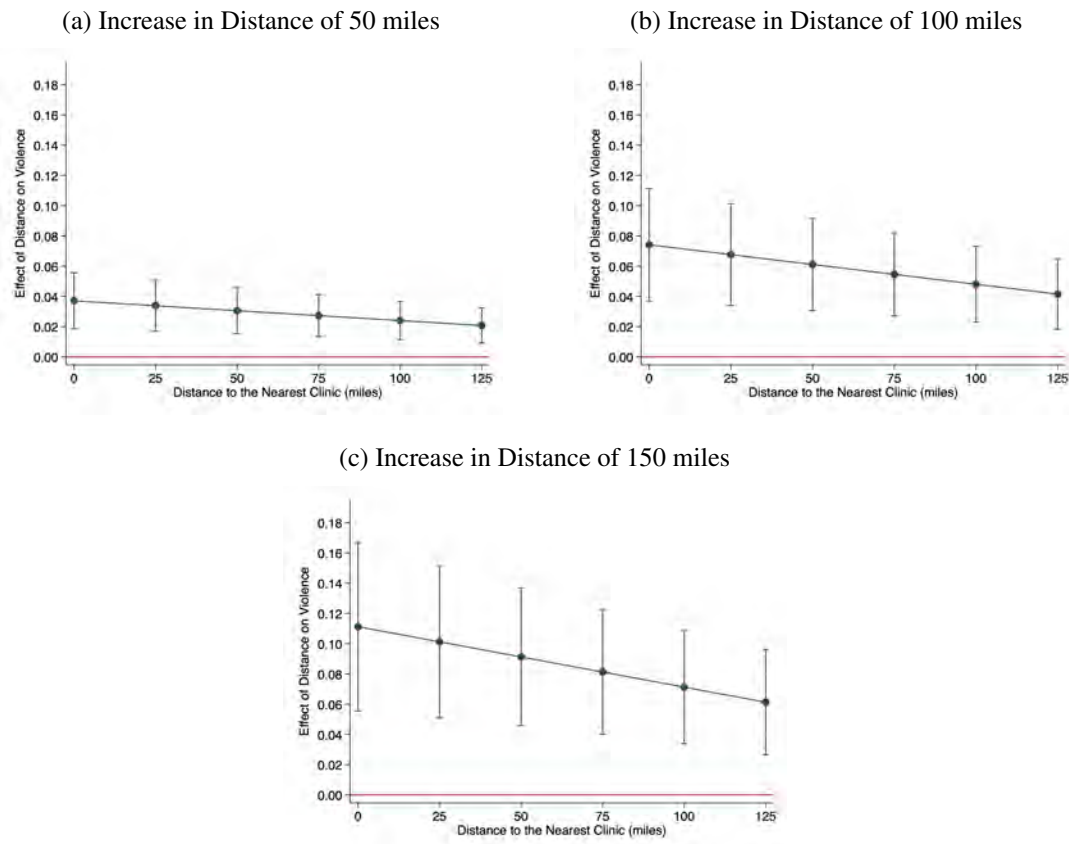 (a) Increase in Distance of 50 miles
0.18
0.16
0.14
0.12
0.10
0.08
0.06
0.04
0.02
0.00
Effect of Distance on Violence
0 25 50 75 100 125
Distance to the Nearest Clinic (miles)
(b) Increase in Distance of 100 miles
0.18
0.16
0.14
0.12
0.10
0.08
0.06
0.04
0.02
0.00
Effect of Distance on Violence
0 25 50 75 100 125
Distance to the Nearest Clinic (miles)
(c) Increase in Distance of 150 miles
0.18
0.16
0.14
0.12
0.10
0.08
0.06
0.04
0.02
0.00
Effect of Distance on Violence
0 25 50 75 100 125
Distance to the Nearest Clinic (miles)